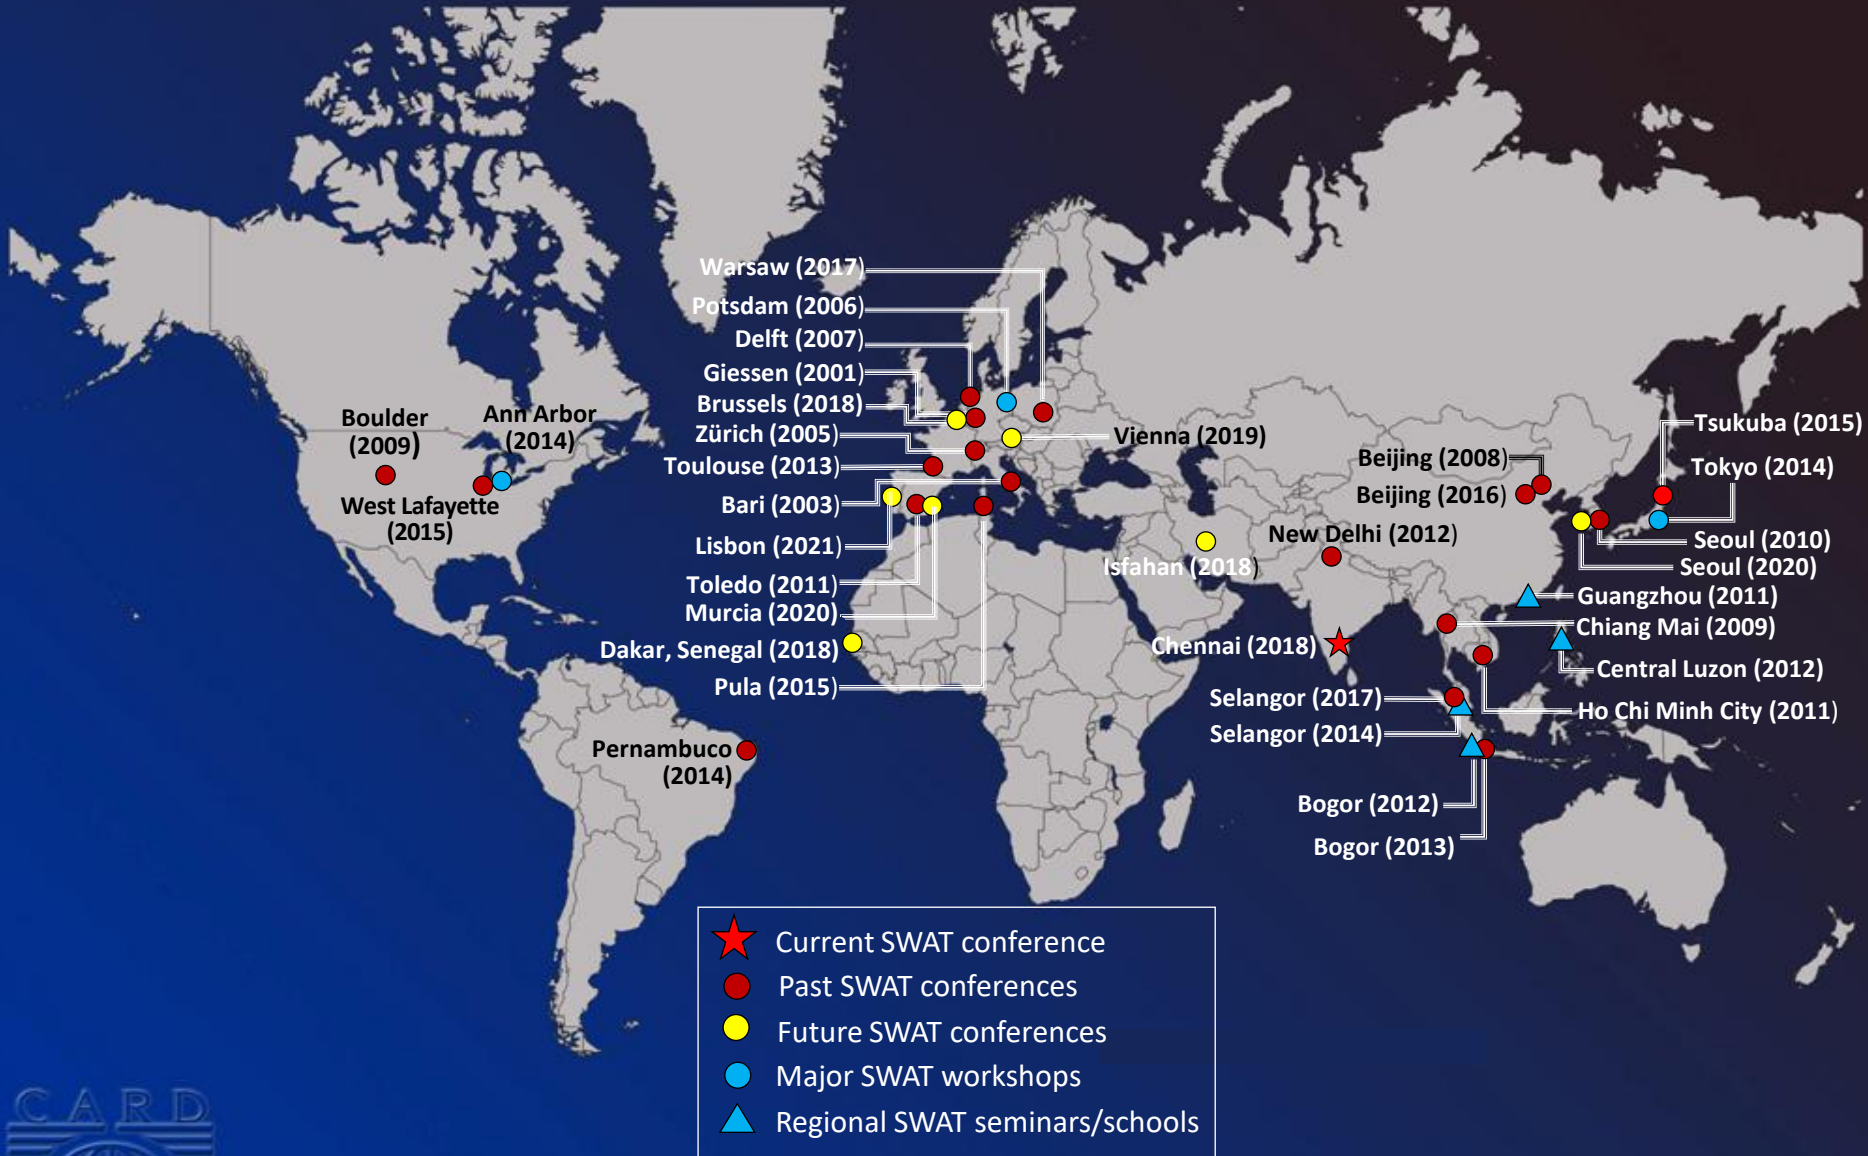 Warsaw (2017)
Potsdam (2006)
Delft (2007)
Giessen (2001)
Brussels (2018)
Zürich (2005)
Toulouse (2013)
Bari (2003)
Lisbon (2021)
Toledo (2011)
Murcia (2020)
Dakar, Senegal (2018)
Pula (2015)
Boulder
(2009)
Ann Arbor
(2014)
West Lafayette
(2015)
Pernambuco
(2014)
Vienna (2019)
Isfahan (2018)
New Delhi (2012)
Chennai (2018)
Beijing (2008)
Beijing (2016)
Tsukuba (2015)
Tokyo (2014)
Seoul (2010)
Seoul (2020)
Guangzhou (2011)
Chiang Mai (2009)
Central Luzon (2012)
Ho Chi Minh City (2011)
Selangor (2017)
Selangor (2014)
Bogor (2012)
Bogor (2013)
Current SWAT conference
Past SWAT conferences
Future SWAT conferences
Major SWAT workshops
Regional SWAT seminars/schools
CARD